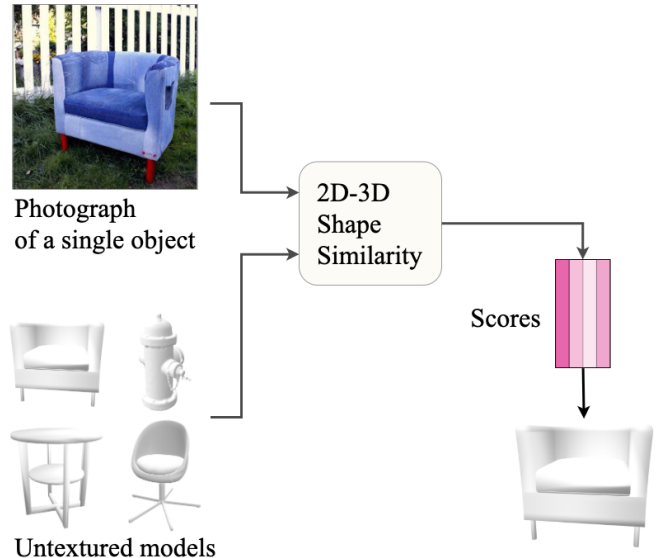 Photograph
of a single object
2D-3D
Shape
Similarity
Scores
Untextured models